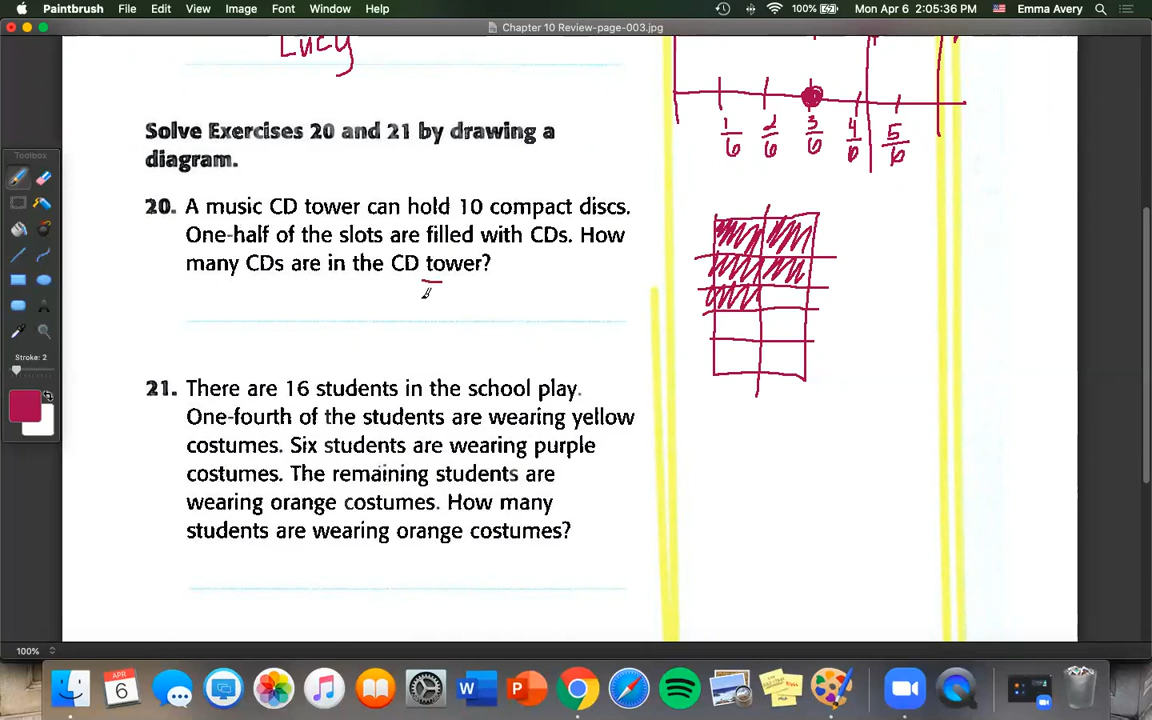 Paintbrush File Edit View Image Font Window Help 100% Mon Apr 6 2:05:36 PM Emma Avery
Chapter 10 Review-page-003.jpg
Lucy
1/6 2/6 3/6 4/6 5/6
Solve Exercises 20 and 21 by drawing a
diagram.
20. A music CD tower can hold 10 compact discs.
One-half of the slots are filled with CDs. How
many CDs are in the CD tower?
21. There are 16 students in the school play.
One-fourth of the students are wearing yellow
costumes. Six students are wearing purple
costumes. The remaining students are
wearing orange costumes. How many
students are wearing orange costumes?
Toolbox
Stroke: 2
100%
APR
6
W
P